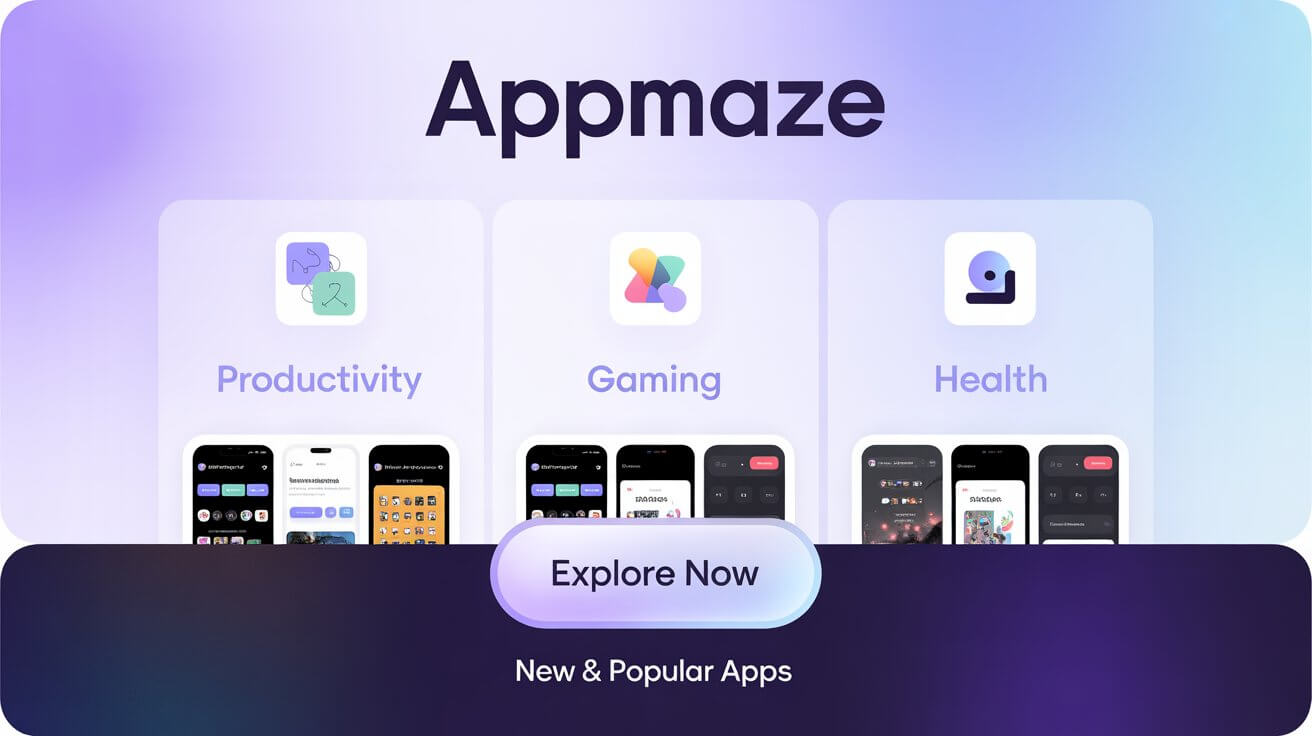 Appmaze
Productivity
Gaming
Health
Explore Now
New & Popular Apps